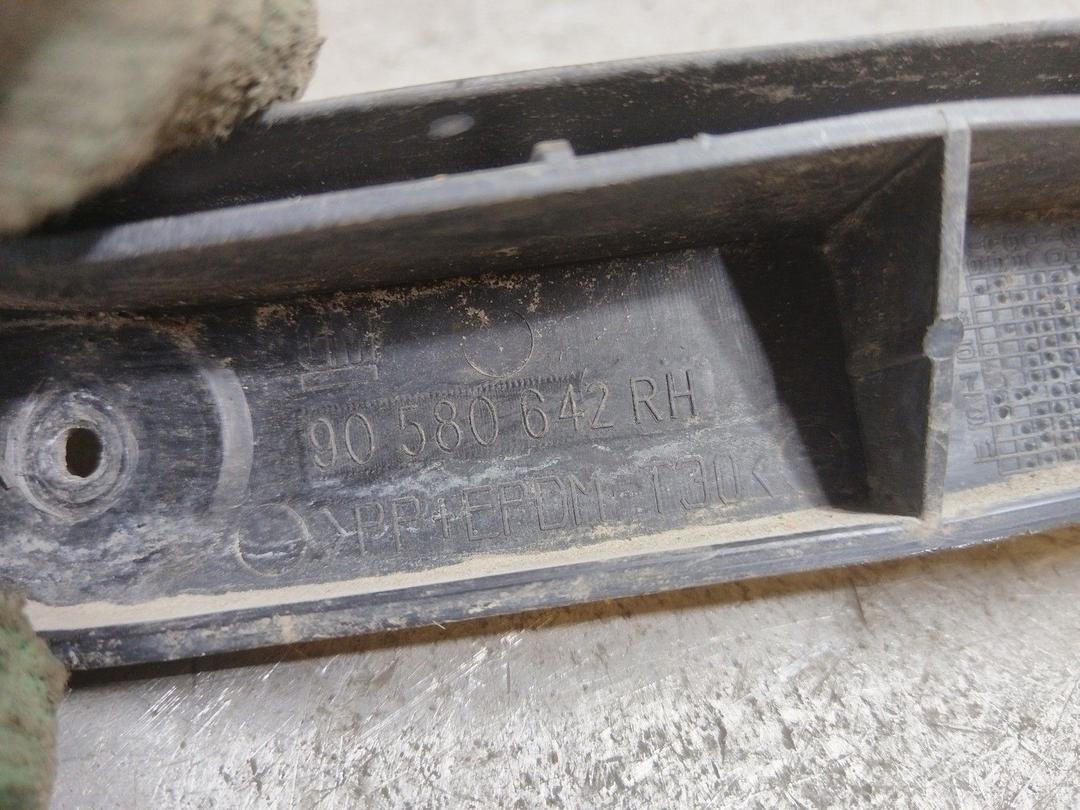 GM
90 580 642 RH
>PP+EPDM-T30<